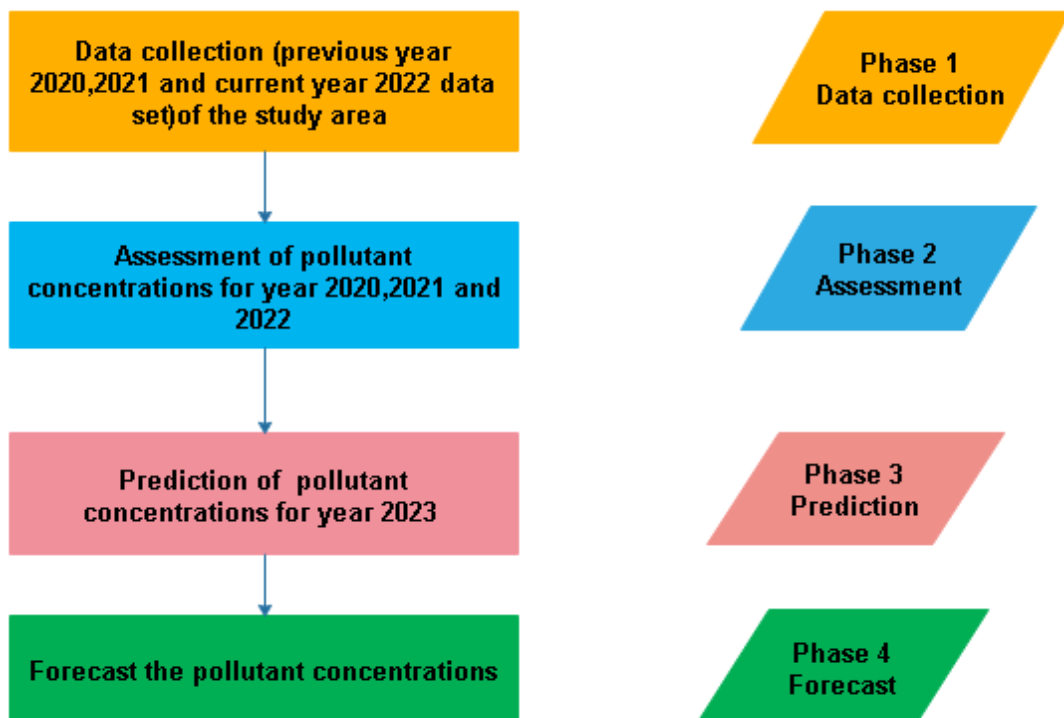 Data collection (previous year
2020,2021 and current year 2022 data
set)of the study area
Phase 1
Data collection
Assessment of pollutant
concentrations for year 2020,2021 and
2022
Phase 2
Assessment
Prediction of  pollutant
concentrations for year 2023
Phase 3
Prediction
Forecast the pollutant concentrations
Phase 4
Forecast